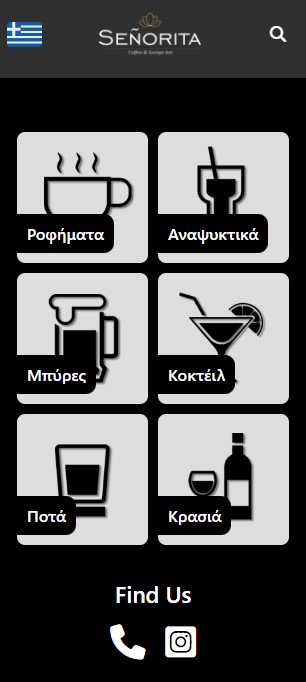 SEÑORITA
Coffee & lounge bar
Ροφήματα
Αναψυκτικά
Μπύρες
Κοκτέιλ
Ποτά
Κρασιά
Find Us